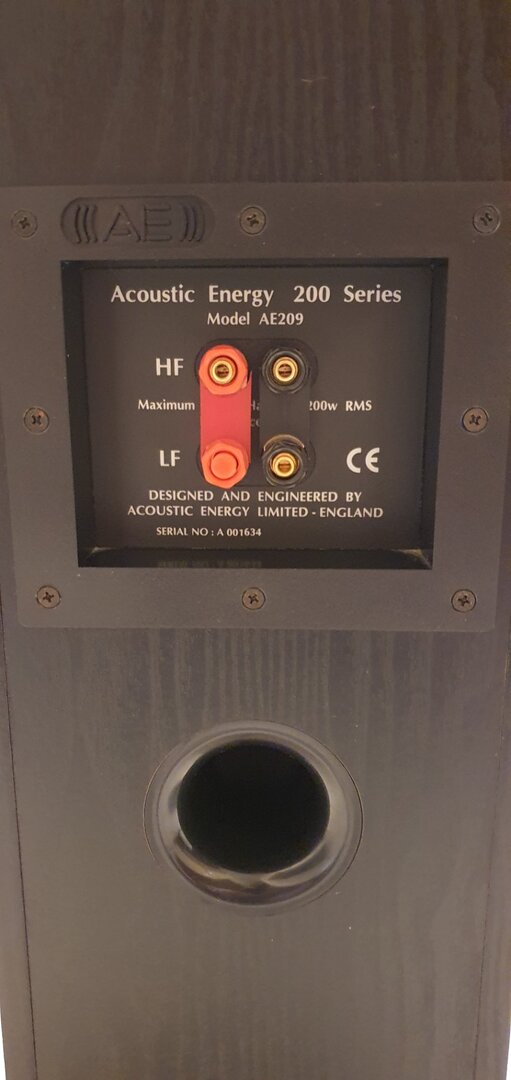 AE
Acoustic Energy 200 Series
Model AE209
HF
Maximum 200w RMS
LF
CE
DESIGNED AND ENGINEERED BY
ACOUSTIC ENERGY LIMITED - ENGLAND
SERIAL NO : A 001634